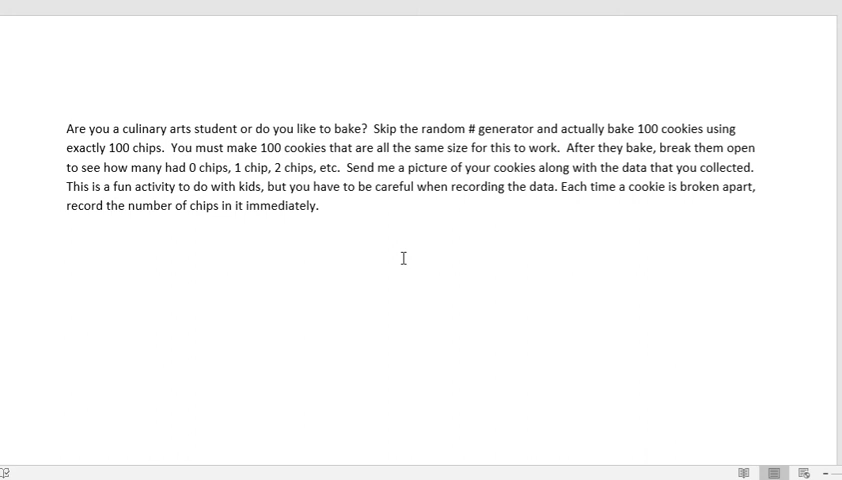 Are you a culinary arts student or do you like to bake?  Skip the random # generator and actually bake 100 cookies using
exactly 100 chips.  You must make 100 cookies that are all the same size for this to work.  After they bake, break them open
to see how many had 0 chips, 1 chip, 2 chips, etc.  Send me a picture of your cookies along with the data that you collected.
This is a fun activity to do with kids, but you have to be careful when recording the data. Each time a cookie is broken apart,
record the number of chips in it immediately.